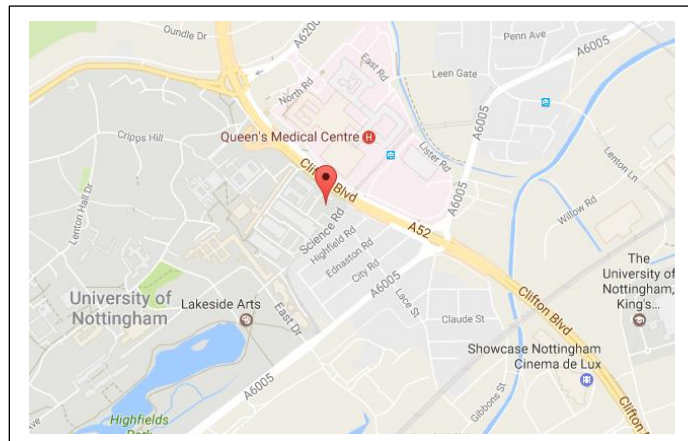 Oundle Dr
A6200
A6005
Penn Ave
East Rd
Leen Gate
North Rd
Cripps Hill
Queen's Medical Centre
H
A6005
Lister Rd
Lenton Ln
Clifton Blvd
Lenton Hall Dr
Willow Rd
Science Rd
A6005
Highfield Rd
A52
Ednaston Rd
City Rd
The
University of
Nottingham,
King's...
University of
Nottingham
Lakeside Arts
East Dr
A6005
Lace St
Clifton Blvd
Claude St
Showcase Nottingham
Cinema de Lux
A6005
Gibbons St
Highfields
Clifton